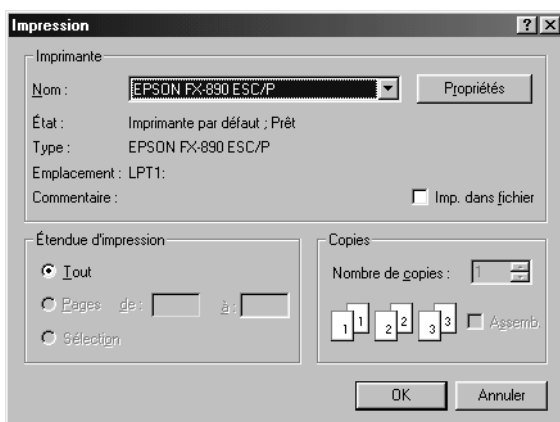 Impression
Imprimante
Nom :
EPSON FX-890 ESC/P
Propriétés
État :
Imprimante par défaut ; Prêt
Type :
EPSON FX-890 ESC/P
Emplacement :
LPT1:
Commentaire :
Imp. dans fichier
Étendue d'impression
Tout
Pages de : à :
Sélection
Copies
Nombre de copies :
1
1 1 2 2 3 3
Assemb.
OK
Annuler